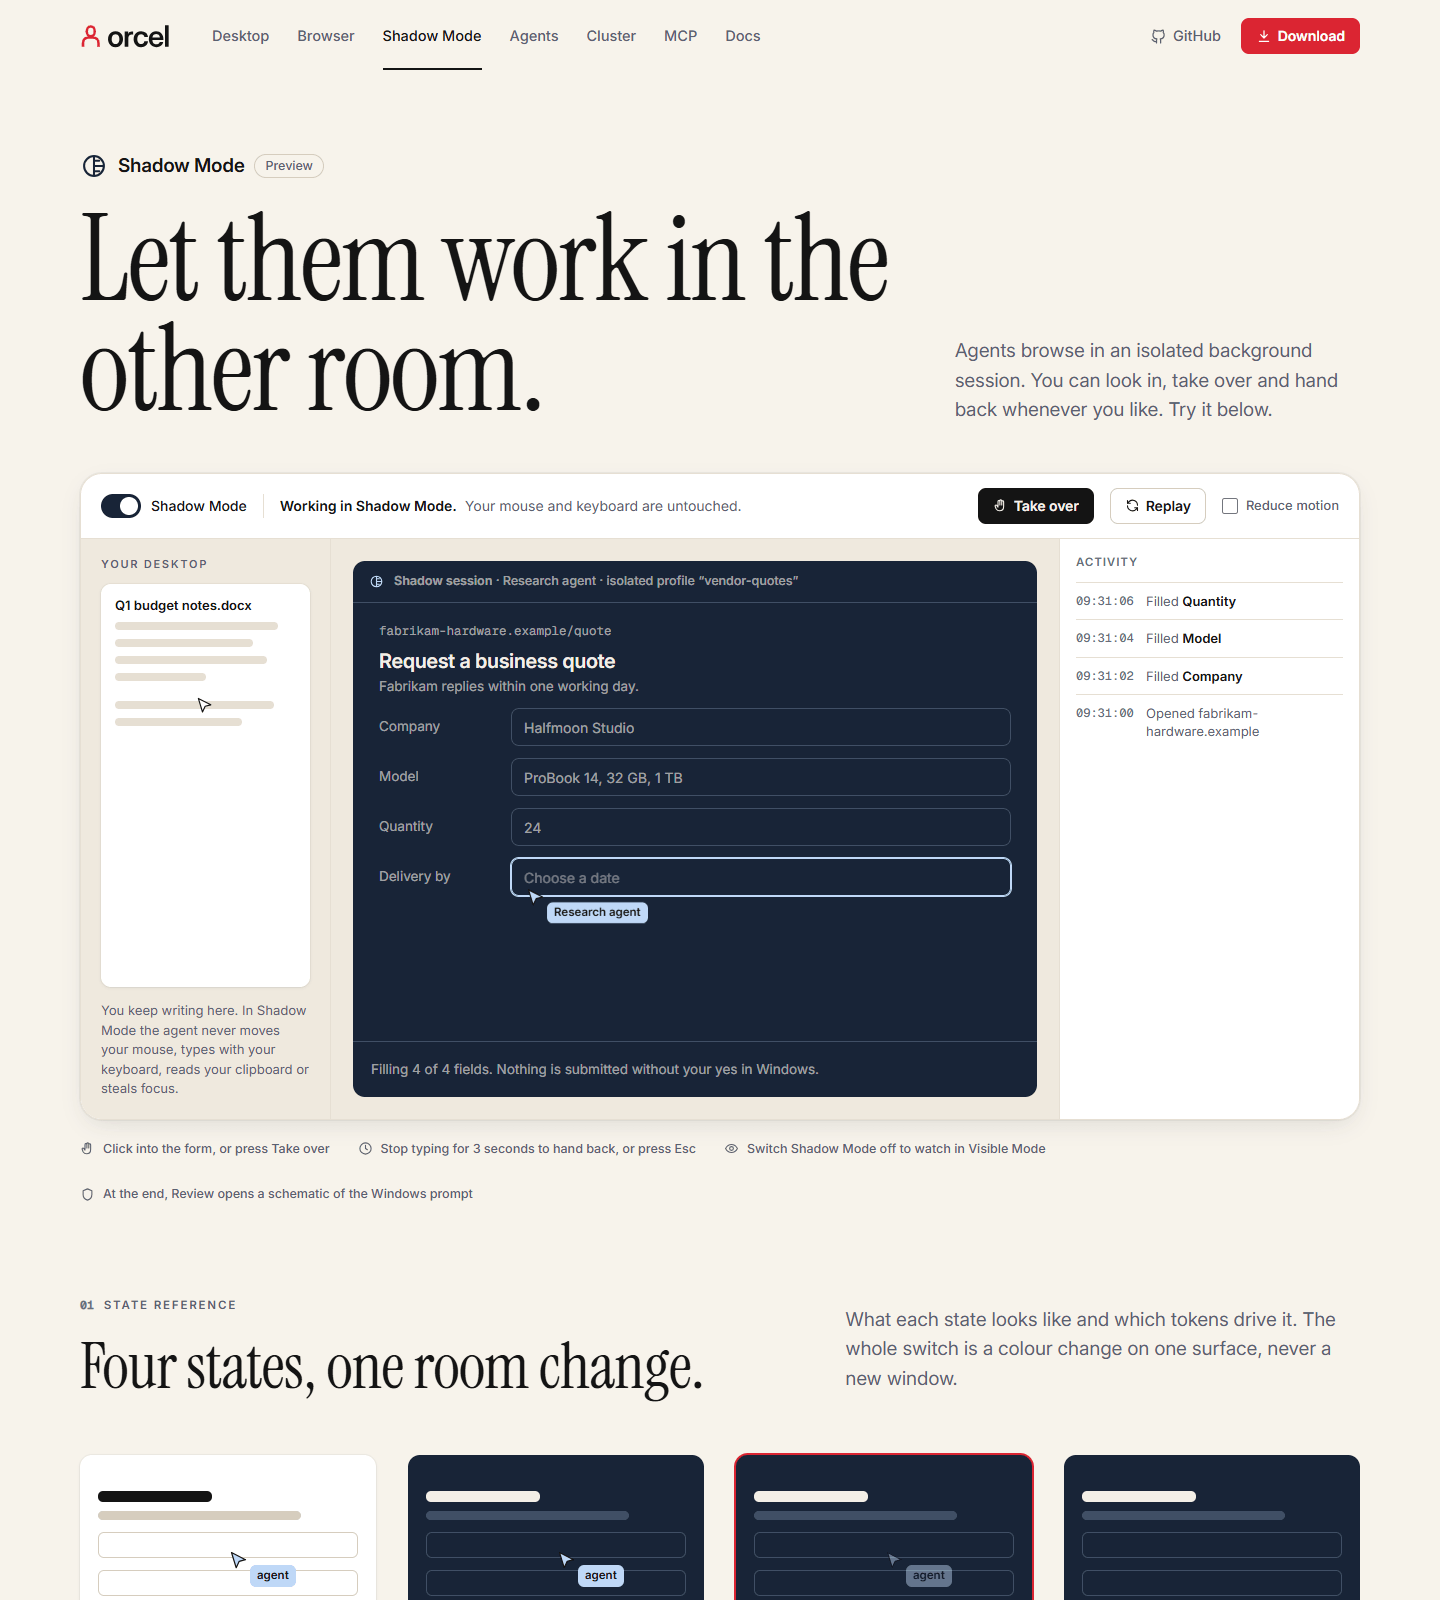 orcel
Desktop
Browser
Shadow Mode
Agents
Cluster
MCP
Docs
GitHub
Download
Shadow Mode
Preview
Let them work in the
other room.
Agents browse in an isolated background
session. You can look in, take over and hand
back whenever you like. Try it below.
Shadow Mode
Working in Shadow Mode. Your mouse and keyboard are untouched.
Take over
Replay
Reduce motion
YOUR DESKTOP
Q1 budget notes.docx
You keep writing here. In Shadow
Mode the agent never moves
your mouse, types with your
keyboard, reads your clipboard or
steals focus.
Shadow session · Research agent · isolated profile “vendor-quotes”
fabrikam-hardware.example/quote
Request a business quote
Fabrikam replies within one working day.
Company
Halfmoon Studio
Model
ProBook 14, 32 GB, 1 TB
Quantity
24
Delivery by
Choose a date
Research agent
Filling 4 of 4 fields. Nothing is submitted without your yes in Windows.
ACTIVITY
09:31:06 Filled Quantity
09:31:04 Filled Model
09:31:02 Filled Company
09:31:00 Opened fabrikam-
hardware.example
Click into the form, or press Take over
Stop typing for 3 seconds to hand back, or press Esc
Switch Shadow Mode off to watch in Visible Mode
At the end, Review opens a schematic of the Windows prompt
01 STATE REFERENCE
Four states, one room change.
What each state looks like and which tokens drive it. The
whole switch is a colour change on one surface, never a
new window.
agent
agent
agent